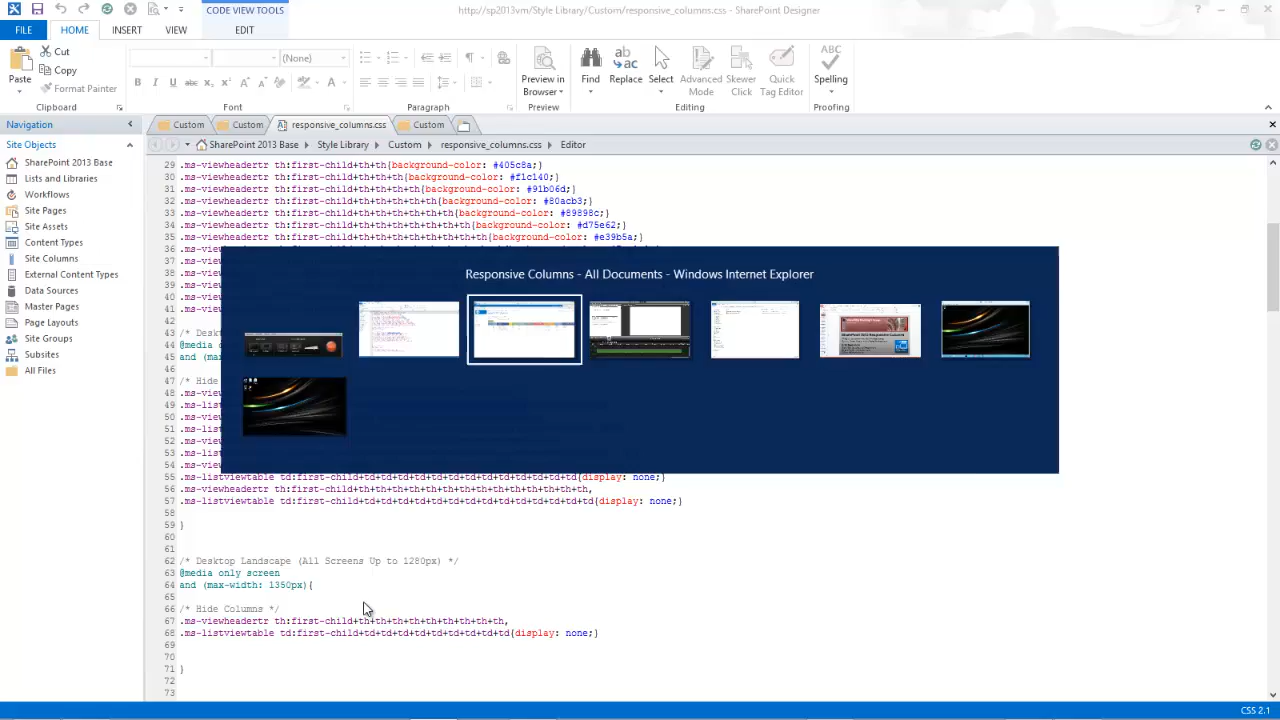 CODE VIEW TOOLS
http://sp2013vm/Style Library/Custom/responsive_columns.css - SharePoint Designer
FILE HOME INSERT VIEW EDIT
Paste
Cut
Copy
Format Painter
Clipboard
(None)
Font
Paragraph
Preview in Browser
Preview
Find
Replace
Select
Advanced Mode
Skewer Click
Quick Tag Editor
Editing
ABC
Spelling
Proofing
Navigation
Custom
Custom
responsive_columns.css
Custom
Site Objects
SharePoint 2013 Base
Style Library
Custom
responsive_columns.css
Editor
SharePoint 2013 Base
Lists and Libraries
Workflows
Site Pages
Site Assets
Content Types
Site Columns
External Content Types
Data Sources
Master Pages
Page Layouts
Site Groups
Subsites
All Files
29 .ms-viewheadertr th:first-child+th+th{background-color: #405c8a;}
30 .ms-viewheadertr th:first-child+th+th+th{background-color: #f1c140;}
31 .ms-viewheadertr th:first-child+th+th+th+th{background-color: #91b06d;}
32 .ms-viewheadertr th:first-child+th+th+th+th+th{background-color: #80acb3;}
33 .ms-viewheadertr th:first-child+th+th+th+th+th+th{background-color: #89898c;}
34 .ms-viewheadertr th:first-child+th+th+th+th+th+th+th{background-color: #d75e62;}
35 .ms-viewheadertr th:first-child+th+th+th+th+th+th+th+th{background-color: #e39b5a;}
Responsive Columns - All Documents - Windows Internet Explorer
55 .ms-listviewtable td:first-child+td+td+td+td+td+td+td+td+td+td+td{display: none;}
56 .ms-viewheadertr th:first-child+th+th+th+th+th+th+th+th+th+th+th+th,
57 .ms-listviewtable td:first-child+td+td+td+td+td+td+td+td+td+td+td+td{display: none;}
58
59 }
60
61
62 /* Desktop Landscape (All Screens Up to 1280px) */
63 @media only screen
64 and (max-width: 1350px){
65
66 /* Hide Columns */
67 .ms-viewheadertr th:first-child+th+th+th+th+th+th+th+th+th,
68 .ms-listviewtable td:first-child+td+td+td+td+td+td+td+td+td{display: none;}
69
70
71 }
72
73
CSS 2.1